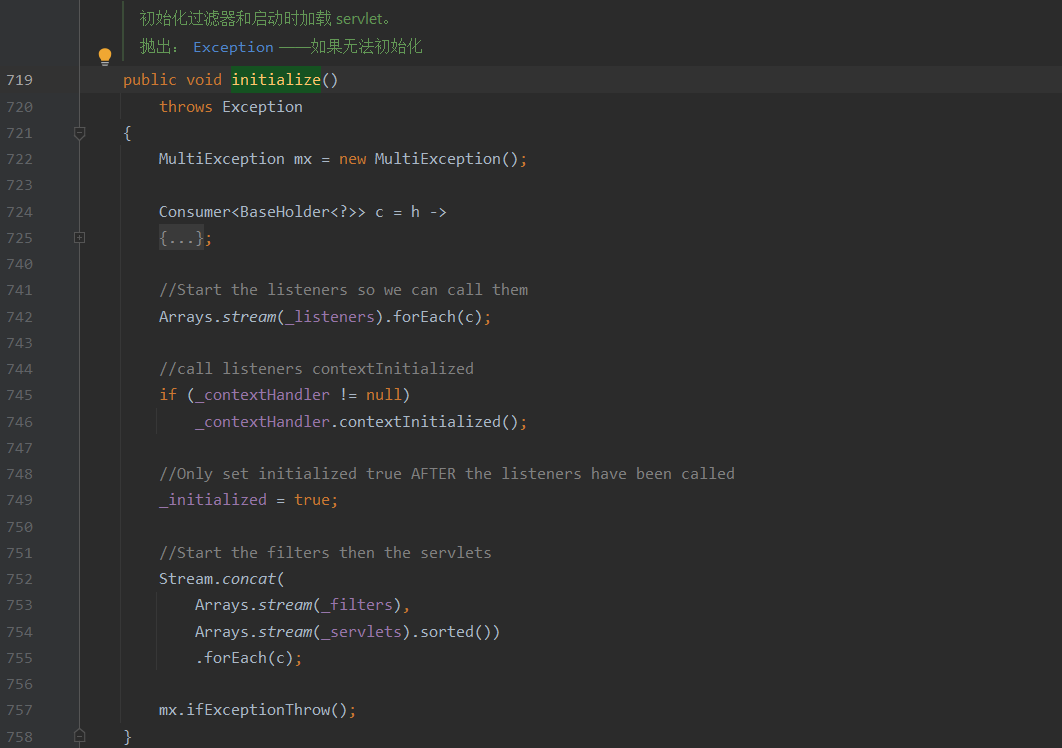 初始化过滤器和启动时加载 servlet。
抛出： Exception ——如果无法初始化
719 public void initialize()
720 throws Exception
721 {
722 MultiException mx = new MultiException();
723
724 Consumer<BaseHolder<?>> c = h ->
725 {...};
740
741 //Start the listeners so we can call them
742 Arrays.stream(_listeners).forEach(c);
743
744 //call listeners contextInitialized
745 if (_contextHandler != null)
746 _contextHandler.contextInitialized();
747
748 //Only set initialized true AFTER the listeners have been called
749 _initialized = true;
750
751 //Start the filters then the servlets
752 Stream.concat(
753 Arrays.stream(_filters),
754 Arrays.stream(_servlets).sorted())
755 .forEach(c);
756
757 mx.ifExceptionThrow();
758 }